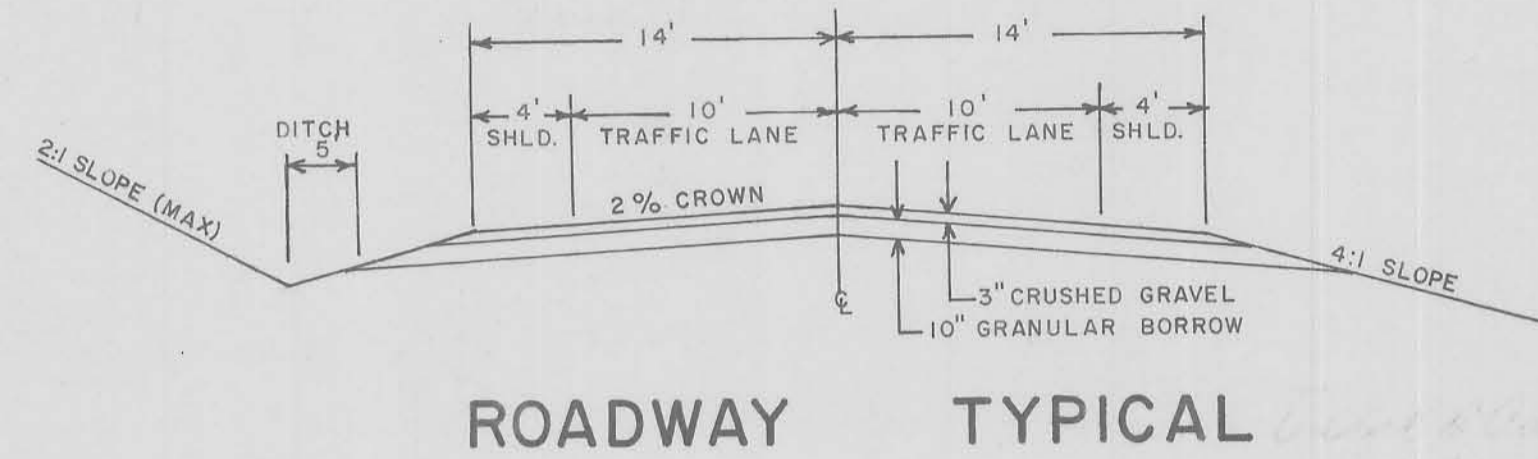 14' 14'
4' 10' 10' 4'
DITCH SHLD. TRAFFIC LANE TRAFFIC LANE SHLD.
5'
2:1 SLOPE (MAX)
2% CROWN
4:1 SLOPE
℄
3" CRUSHED GRAVEL
10" GRANULAR BORROW
ROADWAY TYPICAL